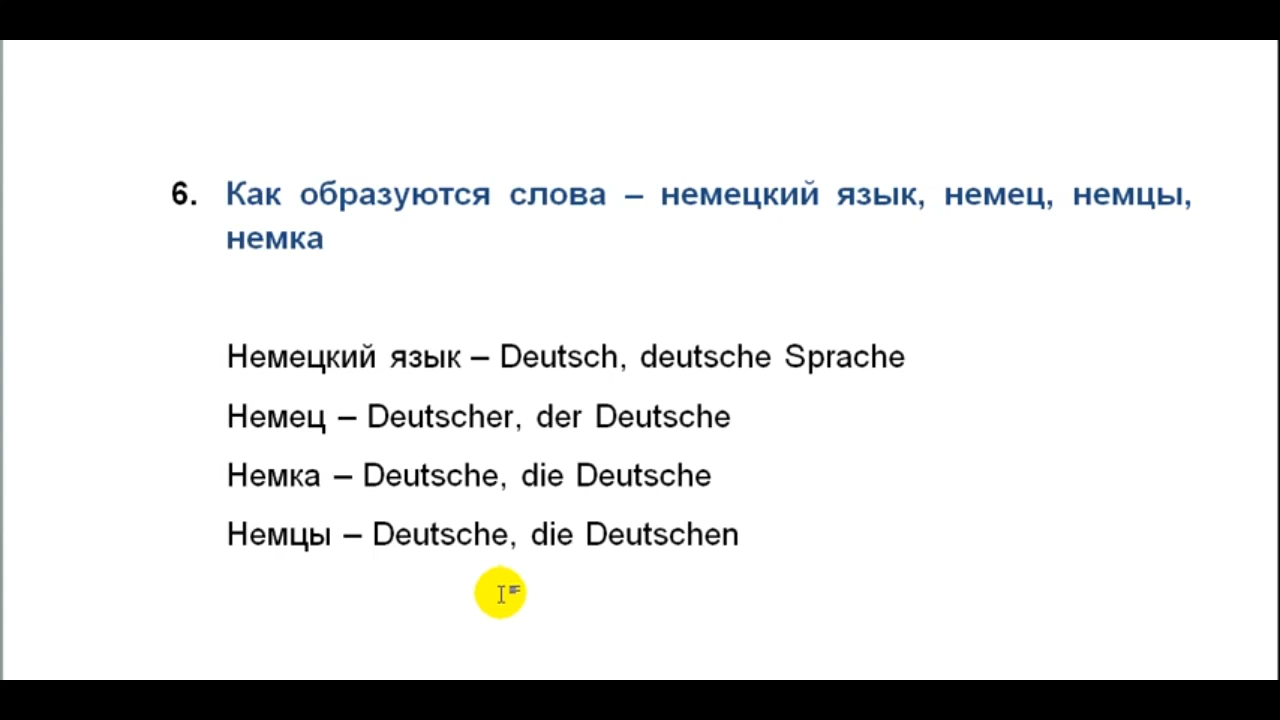 6. Как образуются слова – немецкий язык, немец, немцы,
немка
Немецкий язык – Deutsch, deutsche Sprache
Немец – Deutscher, der Deutsche
Немка – Deutsche, die Deutsche
Немцы – Deutsche, die Deutschen